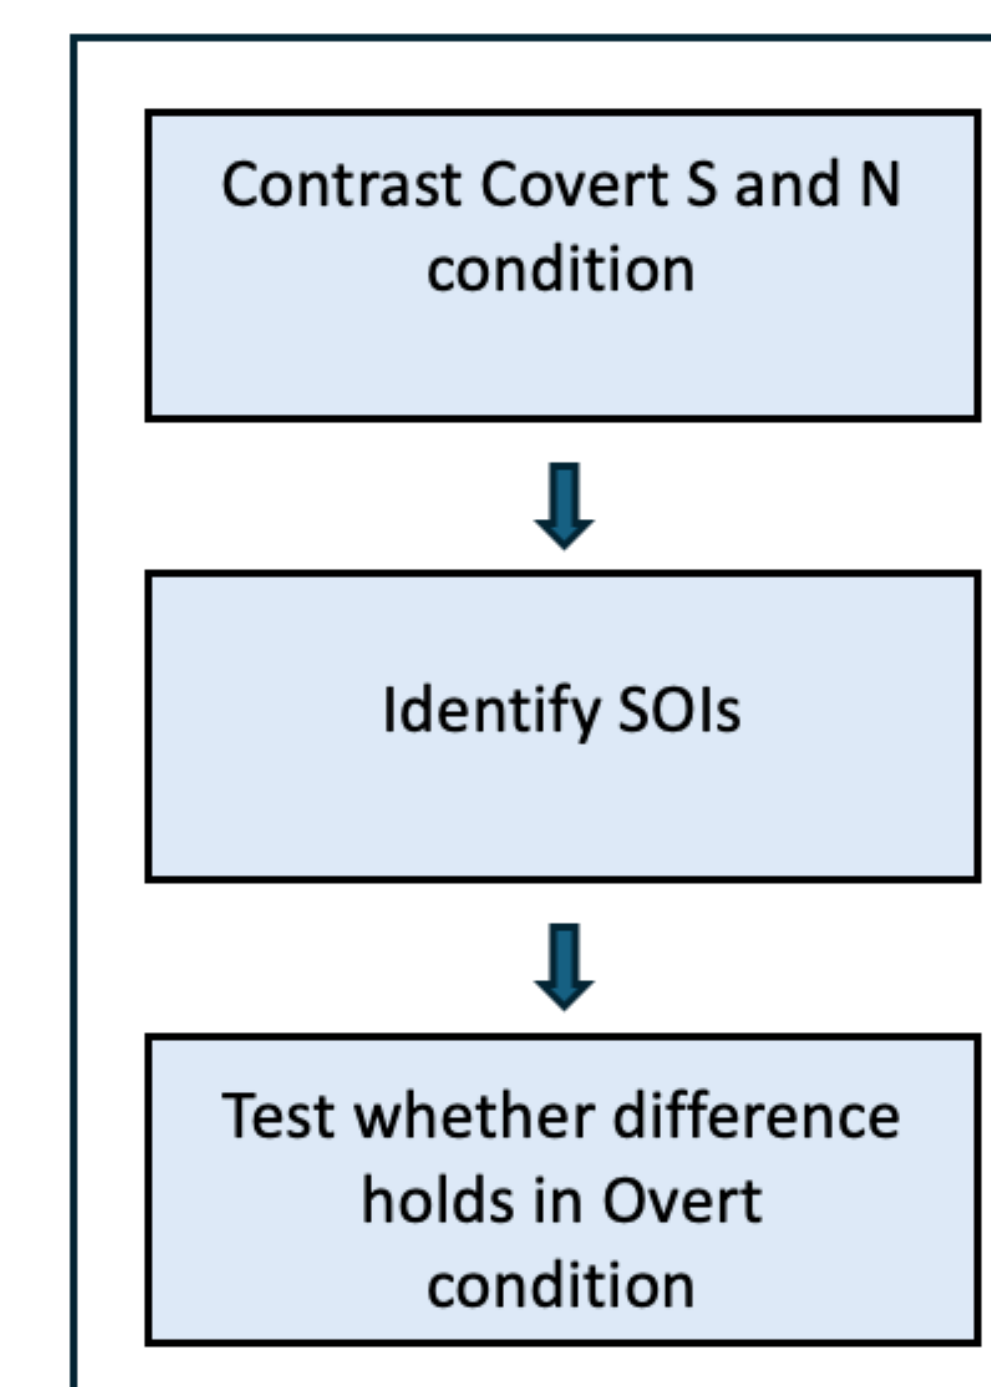 Contrast Covert S and N
condition
Identify SOIs
Test whether difference
holds in Overt
condition